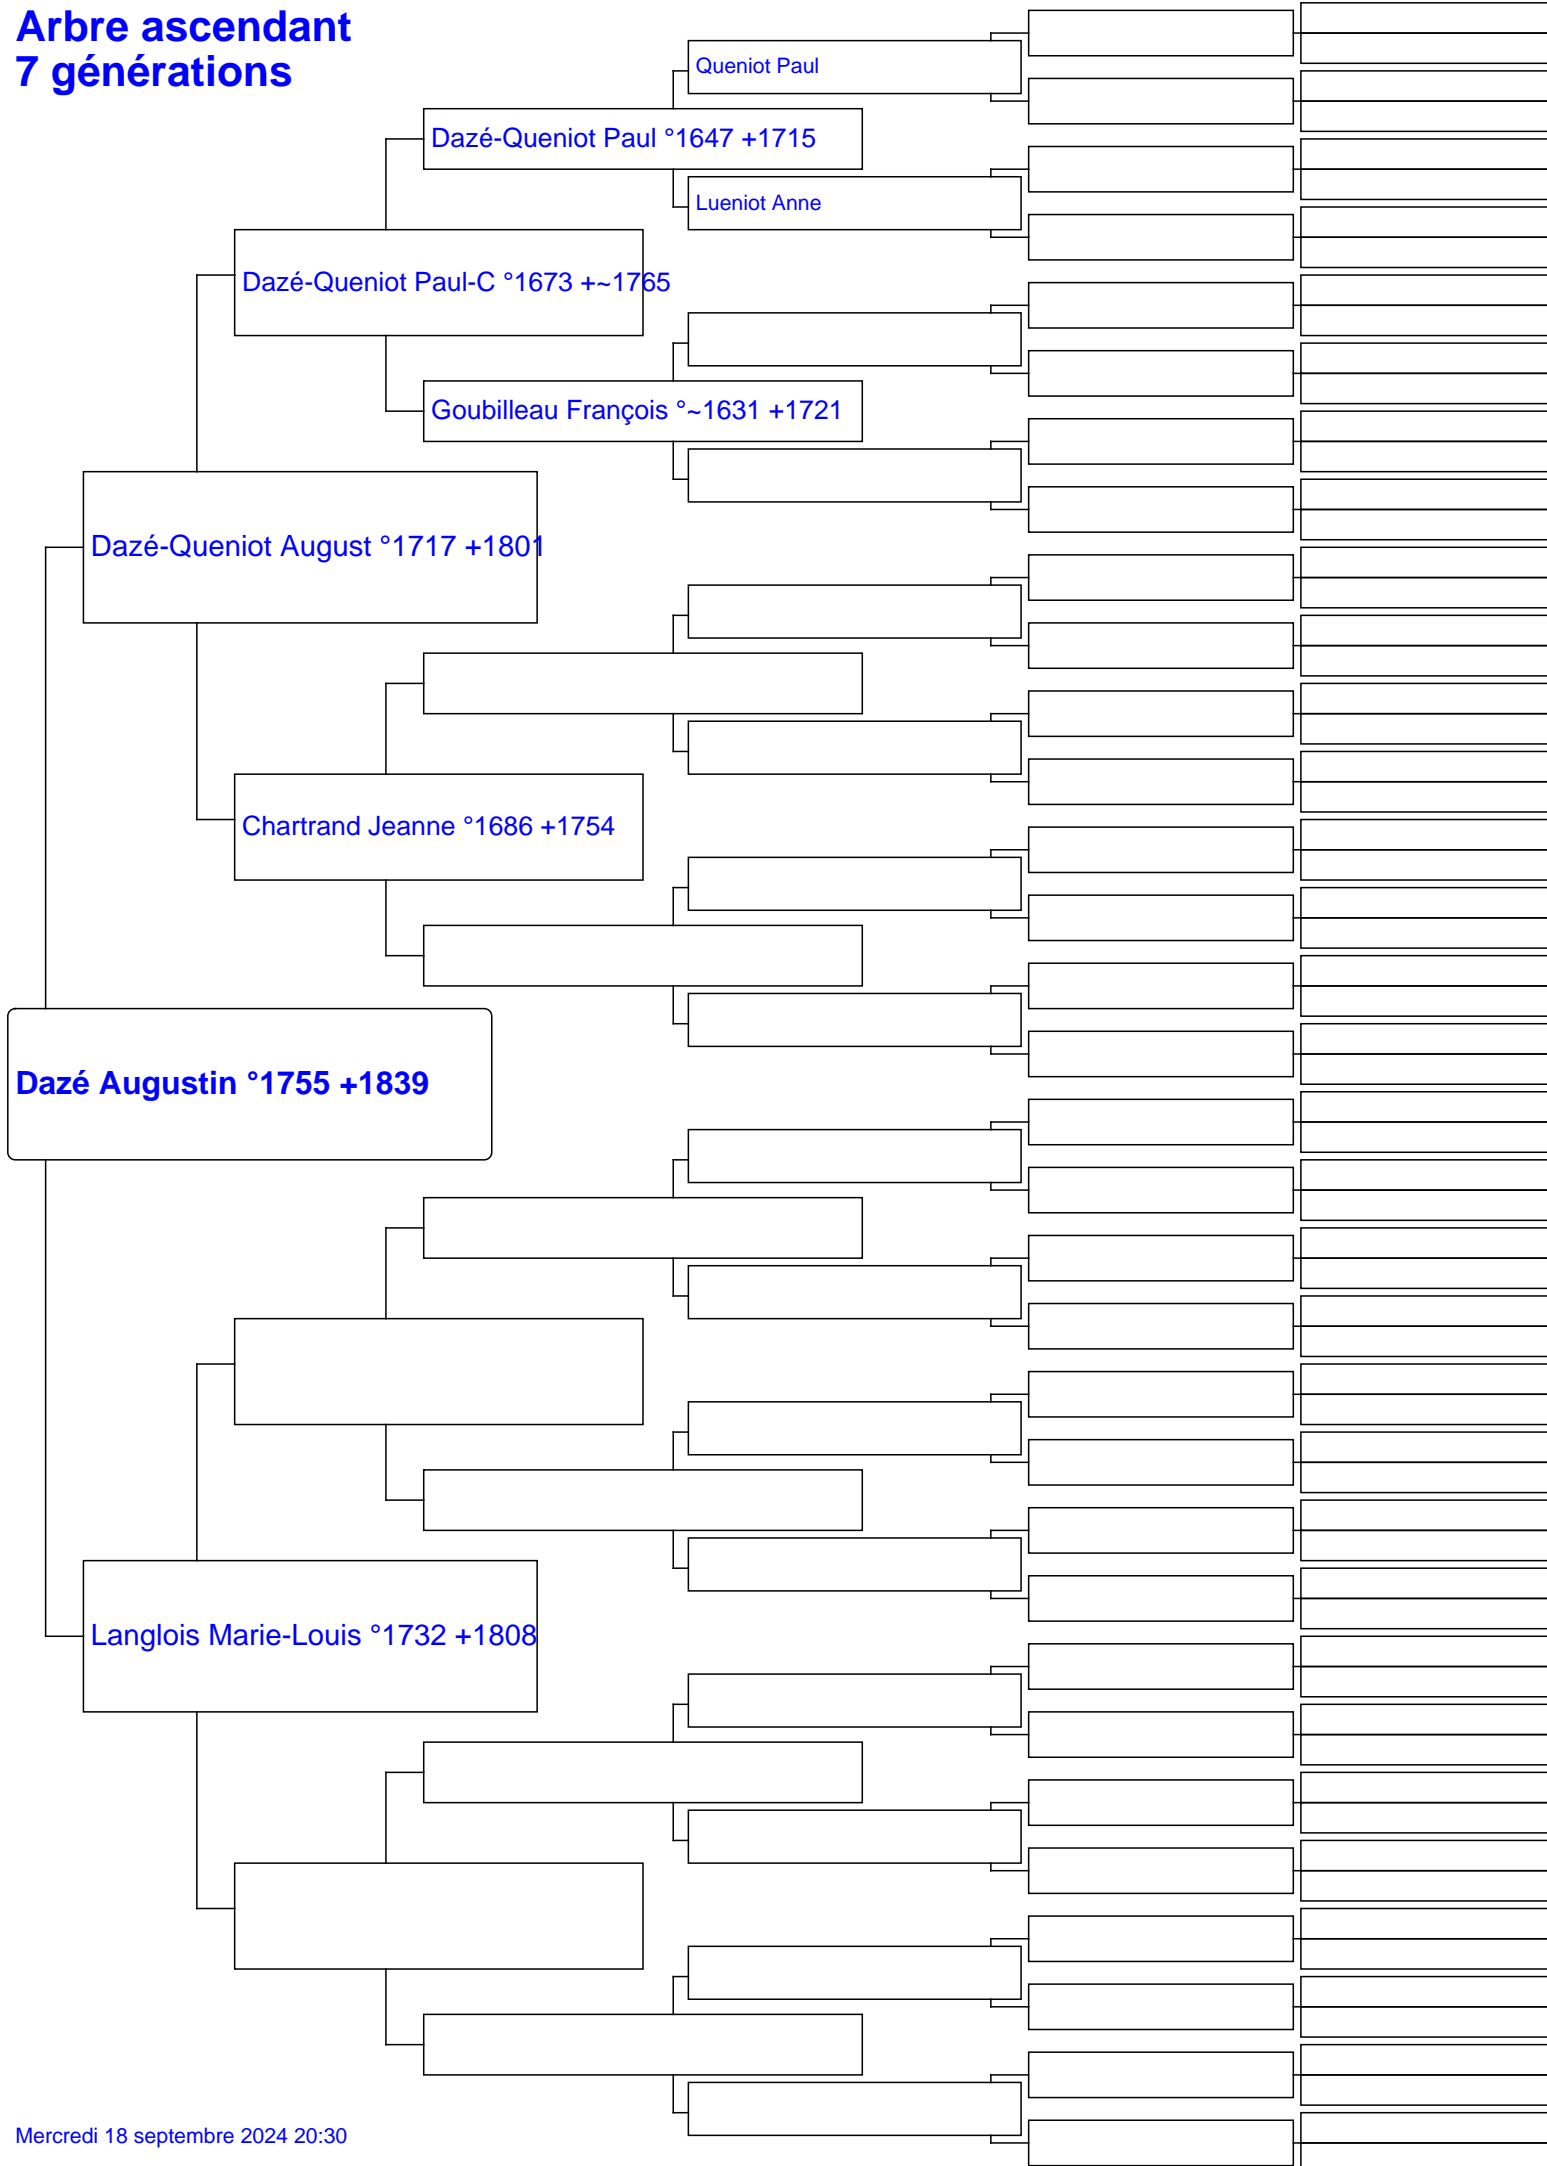 Arbre ascendant
7 générations
Queniot Paul
Dazé-Queniot Paul °1647 +1715
Lueniot Anne
Dazé-Queniot Paul-C °1673 +~1765
Goubilleau François °~1631 +1721
Dazé-Queniot August °1717 +1801
Chartrand Jeanne °1686 +1754
Dazé Augustin °1755 +1839
Langlois Marie-Louis °1732 +1808
Mercredi 18 septembre 2024 20:30